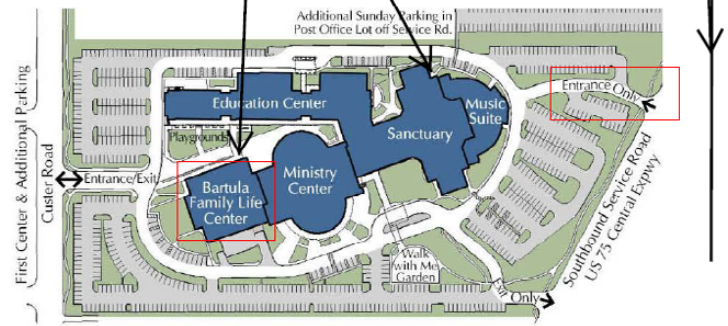 Additional Sunday Parking in
Post Office Lot off Service Rd.
First Center & Additional Parking
Custer Road
Education Center
Music
Suite
Entrance Only
Sanctuary
Playgrounds
Ministry
Center
Entrance/Exit
Bartula
Family Life
Center
Walk
with Me
Garden
Exit Only
Southbound Service Road
US 75 Central Expwy